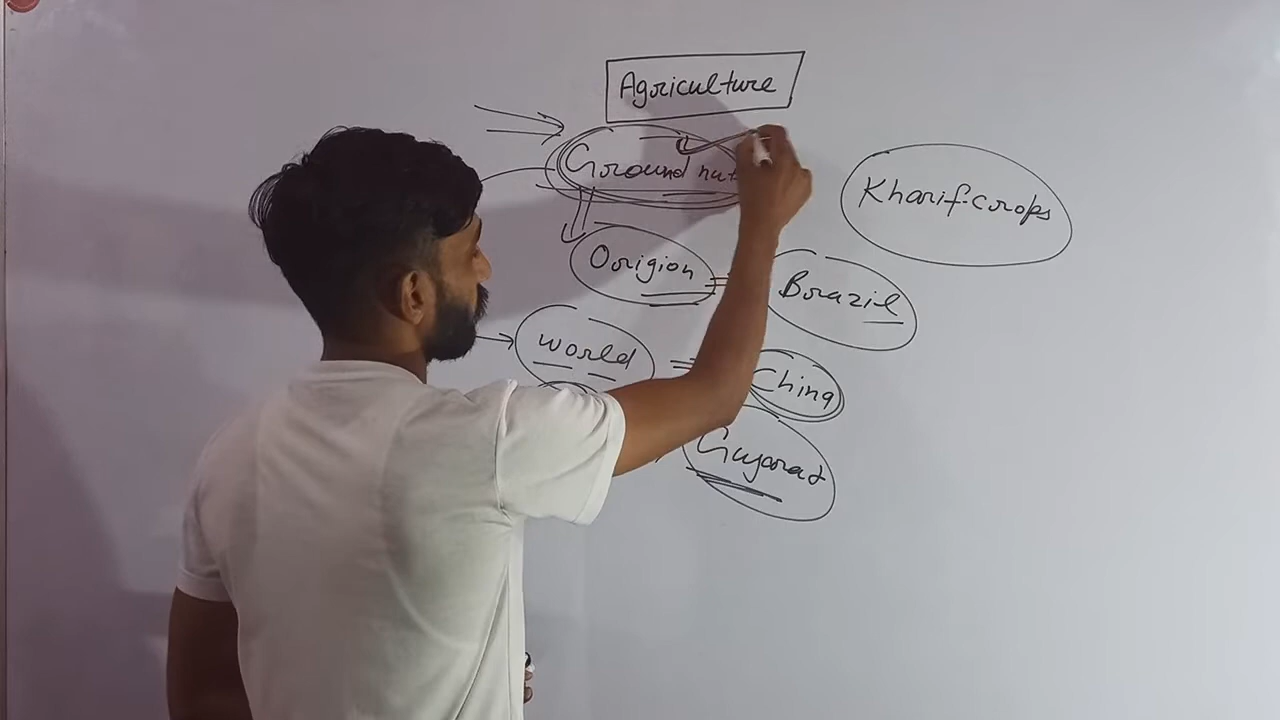 Agriculture
Ground nut
Kharif crops
Origion = Brazil
world = China
Gujarat